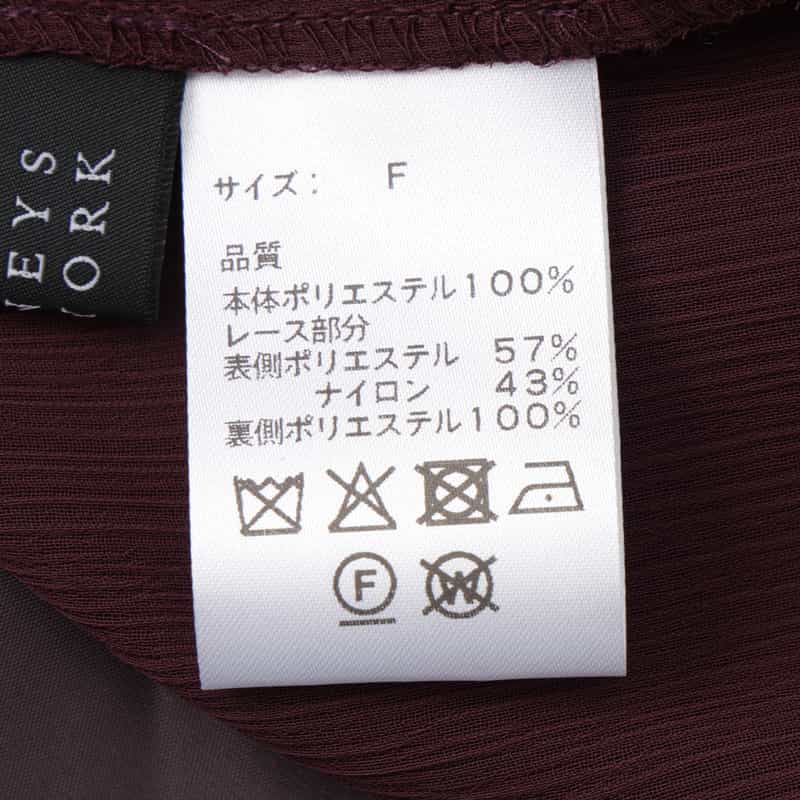 NEYS
YORK
サイズ： F
品質
本体ポリエステル100%
レース部分
表側ポリエステル 57%
ナイロン 43%
裏側ポリエステル100%
F
W